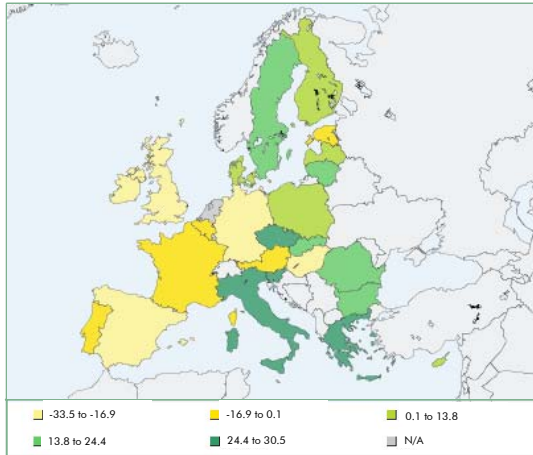 -33.5 to -16.9
-16.9 to 0.1
0.1 to 13.8
13.8 to 24.4
24.4 to 30.5
N/A